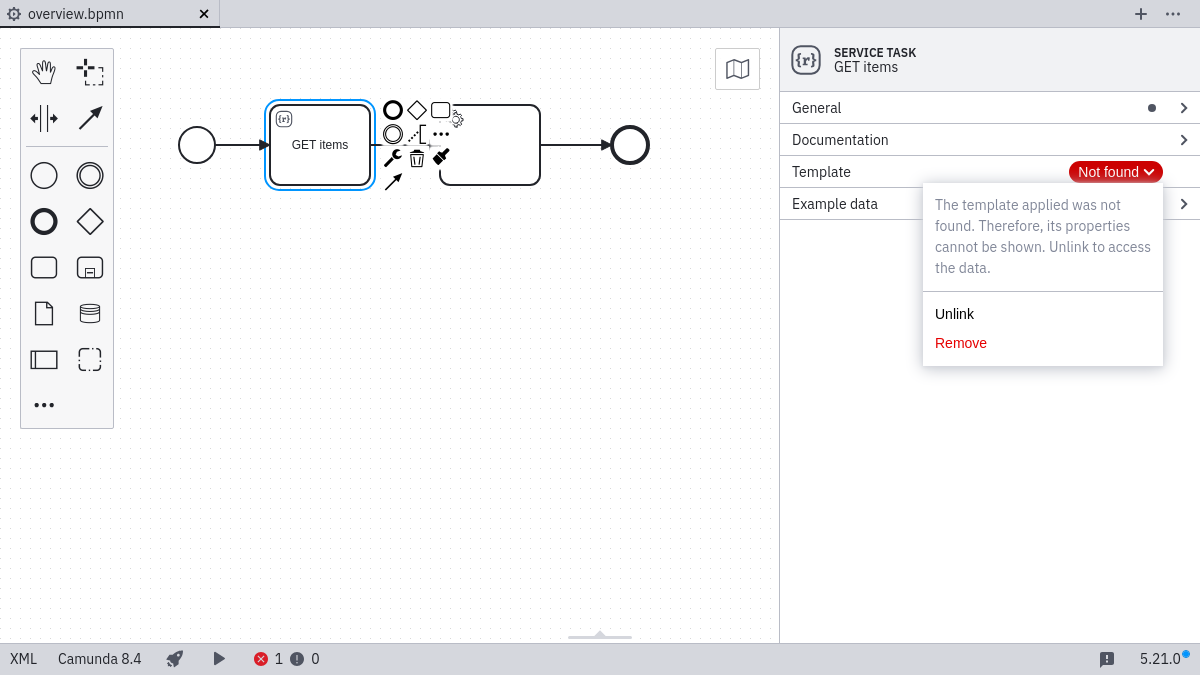 overview.bpmn
SERVICE TASK
GET items
General
Documentation
Template
Not found
Example data
The template applied was not
found. Therefore, its properties
cannot be shown. Unlink to access
the data.
Unlink
Remove
{r}
GET items
{r}
XML
Camunda 8.4
1
0
5.21.0